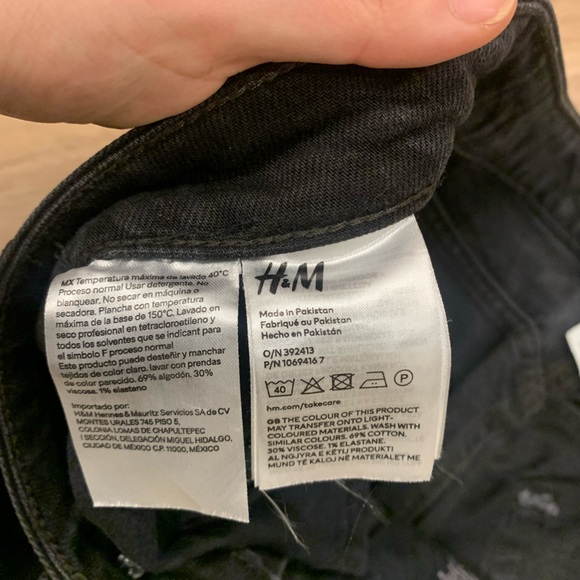 MX Temperatura máxima de lavado 40°C
Proceso normal Usar detergente. No
blanquear. No secar en máquina o
secadora. Plancha con temperatura
máxima de la base de 150°C. Lavado en
seco profesional en tetracloroetileno y
todos los solventes que se indican para
el simbolo F proceso normal
Este producto puede desteñir y manchar
tejidos de color claro, lavar con prendas
de color parecido. 69% algodón. 30%
viscosa. 1% elastano
Importado por:
H&M Hennes & Mauritz Servicios SA de CV
MONTES URALES 745 PISO 5,
COLONIA LOMAS DE CHAPULTEPEC
I SECCIÓN, DELEGACIÓN MIGUEL HIDALGO,
CIUDAD DE MÉXICO C.P. 11000, MÉXICO
H&M
Made in Pakistan
Fabriqué au Pakistan
Hecho en Pakistán
O/N 392413
P/N 1069416 7
40 P
hm.com/takecare
GB THE COLOUR OF THIS PRODUCT
MAY TRANSFER ONTO LIGHT-
COLOURED MATERIALS. WASH WITH
SIMILAR COLOURS. 69% COTTON.
30% VISCOSE. 1% ELASTANE.
AL NGJYRA E KËTIJ PRODUKTI
MUND TË KALOJ NË MATERIALET ME